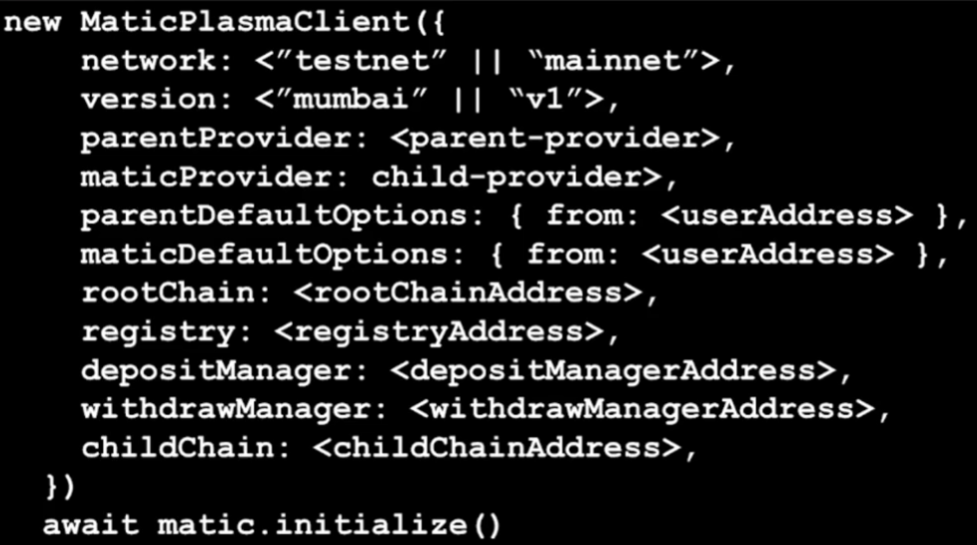 new MaticPlasmaClient({
network: <”testnet” || “mainnet”>,
version: <”mumbai” || “v1”>,
parentProvider: <parent-provider>,
maticProvider: child-provider>,
parentDefaultOptions: { from: <userAddress> },
maticDefaultOptions: { from: <userAddress> },
rootChain: <rootChainAddress>,
registry: <registryAddress>,
depositManager: <depositManagerAddress>,
withdrawManager: <withdrawManagerAddress>,
childChain: <childChainAddress>,
})
await matic.initialize()